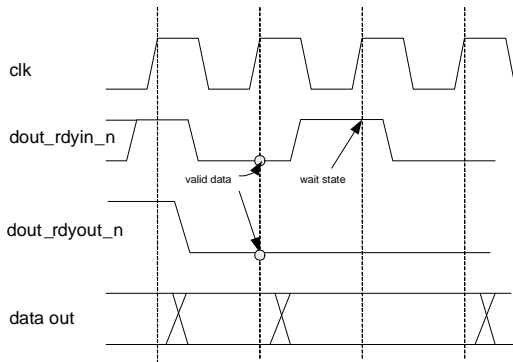 clk
dout_rdyin_n
valid data
wait state
dout_rdyout_n
data out